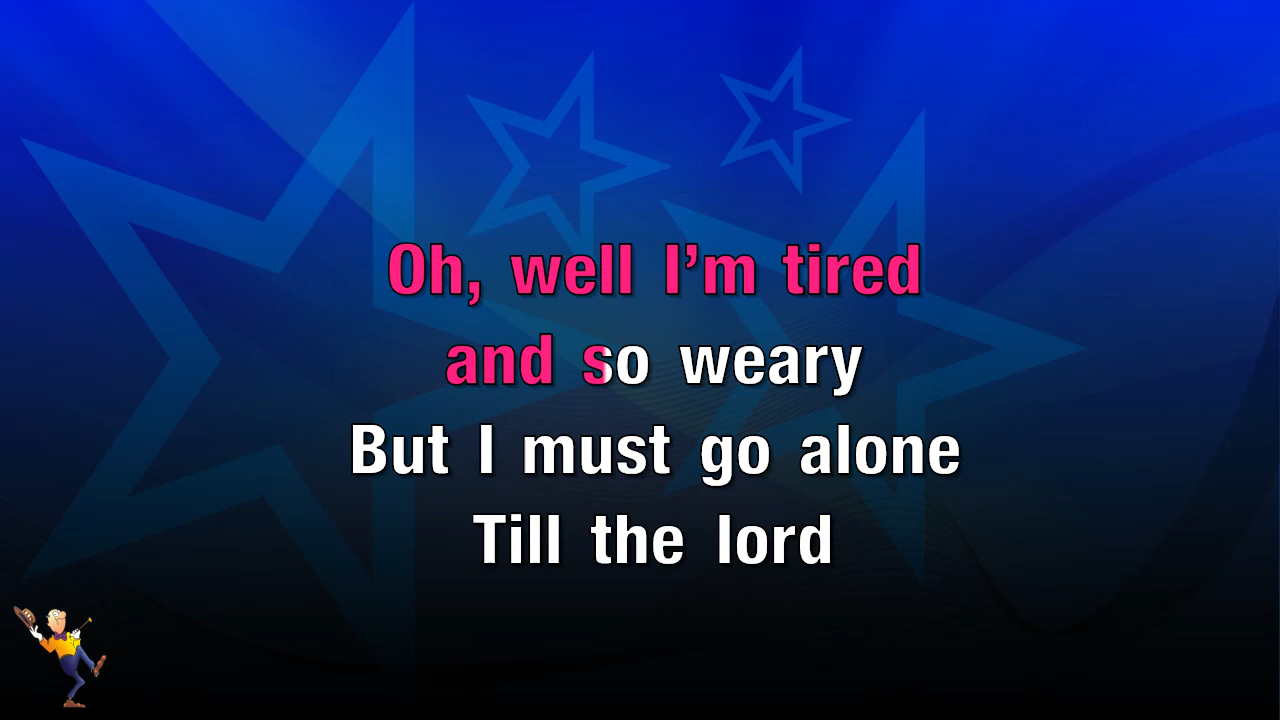 Oh, well I’m tired
and so weary
But I must go alone
Till the lord